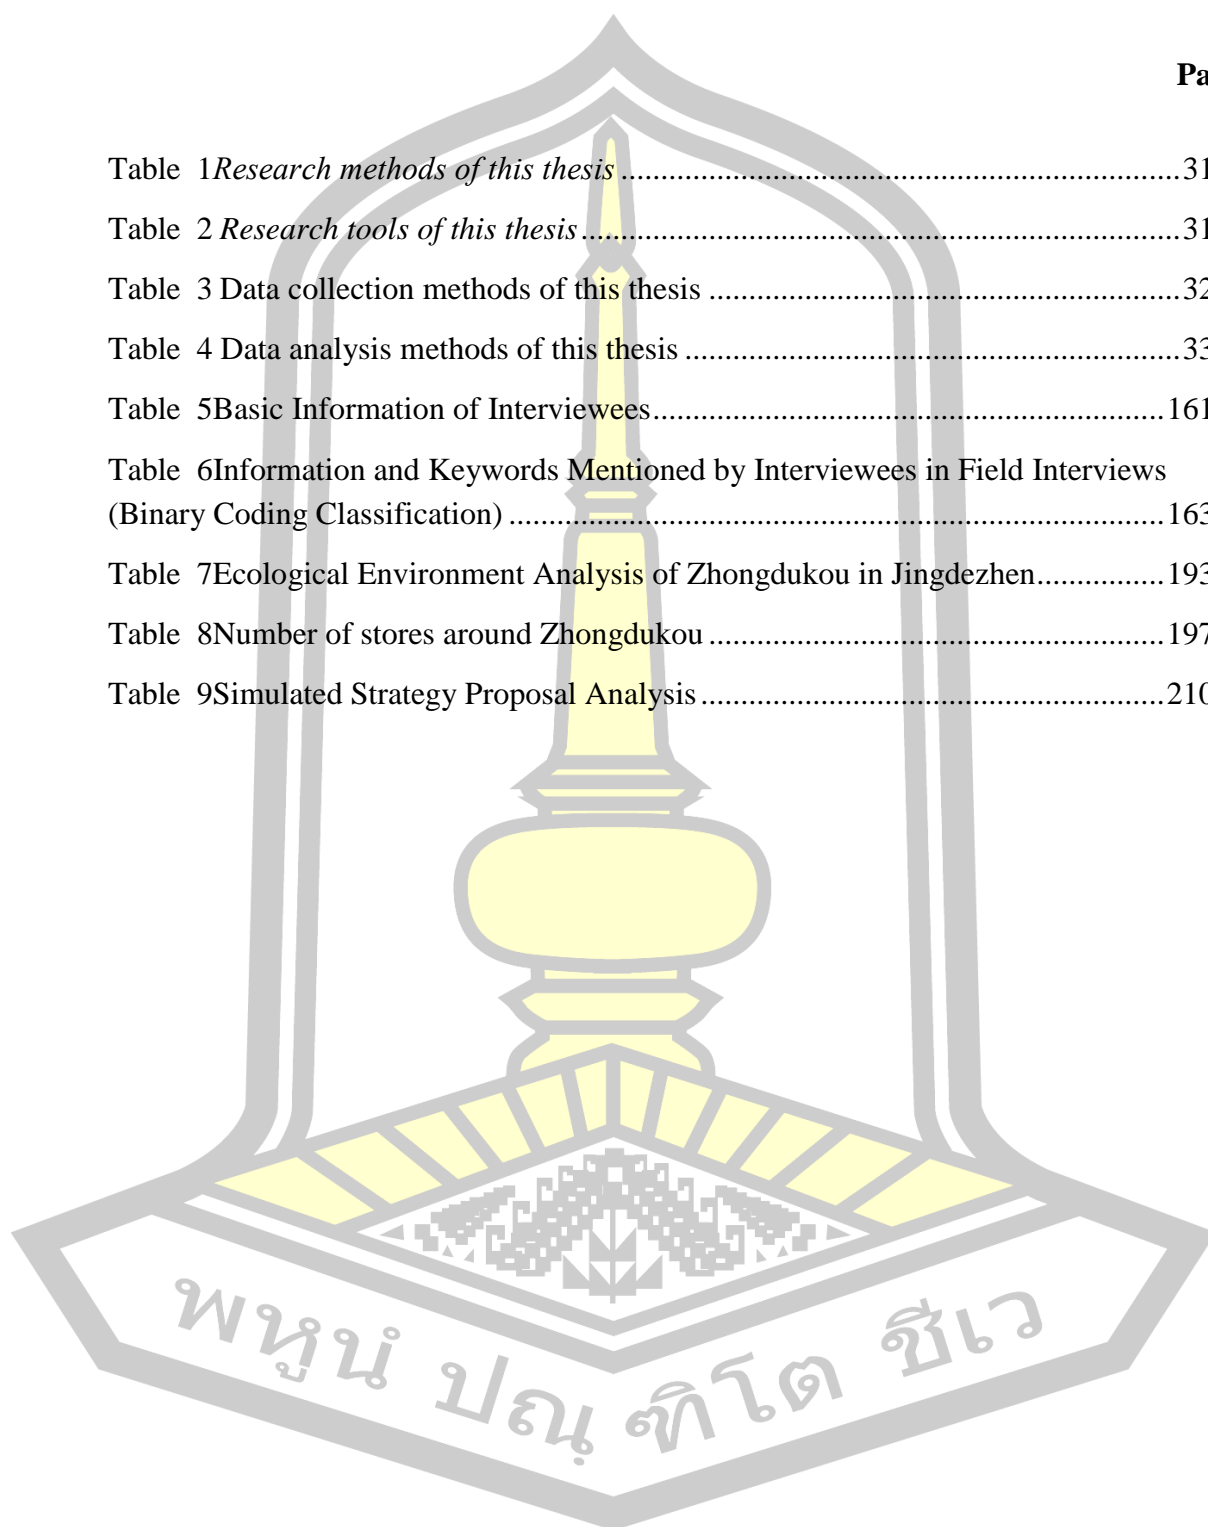 Pa
Table 1Research methods of this thesis ........................................................................................31
Table 2 Research tools of this thesis..............................................................................................31
Table 3 Data collection methods of this thesis ..........................................................................32
Table 4 Data analysis methods of this thesis ..............................................................................33
Table 5Basic Information of Interviewees.................................................................................161
Table 6Information and Keywords Mentioned by Interviewees in Field Interviews
(Binary Coding Classification) ........................................................................................................163
Table 7Ecological Environment Analysis of Zhongdukou in Jingdezhen.....................193
Table 8Number of stores around Zhongdukou .........................................................................197
Table 9Simulated Strategy Proposal Analysis ..........................................................................210
พหูนํ ปณฺฑิโต ชีเว